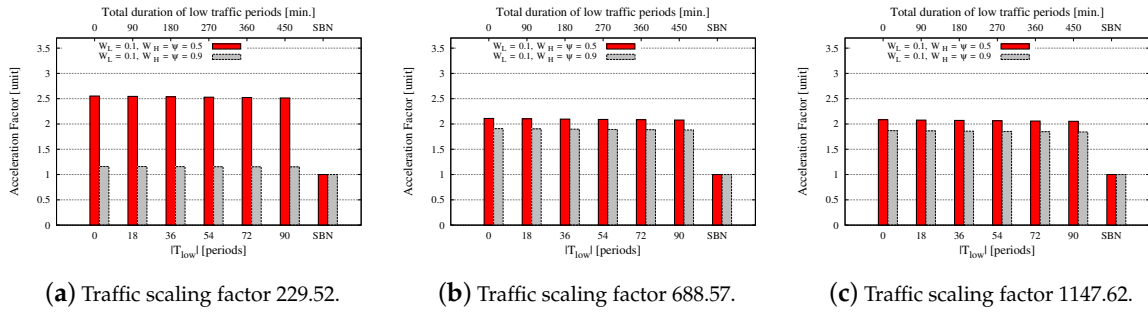 Total duration of low traffic periods [min.]
0 90 180 270 360 450 SBN
W_L = 0.1, W_H = ψ = 0.5
W_L = 0.1, W_H = ψ = 0.9
Acceleration Factor [unit]
3.5
3
2.5
2
1.5
1
0.5
0
0 18 36 54 72 90 SBN
|T_low| [periods]
(a) Traffic scaling factor 229.52.
Total duration of low traffic periods [min.]
0 90 180 270 360 450 SBN
W_L = 0.1, W_H = ψ = 0.5
W_L = 0.1, W_H = ψ = 0.9
Acceleration Factor [unit]
3.5
3
2.5
2
1.5
1
0.5
0
0 18 36 54 72 90 SBN
|T_low| [periods]
(b) Traffic scaling factor 688.57.
Total duration of low traffic periods [min.]
0 90 180 270 360 450 SBN
W_L = 0.1, W_H = ψ = 0.5
W_L = 0.1, W_H = ψ = 0.9
Acceleration Factor [unit]
3.5
3
2.5
2
1.5
1
0.5
0
0 18 36 54 72 90 SBN
|T_low| [periods]
(c) Traffic scaling factor 1147.62.